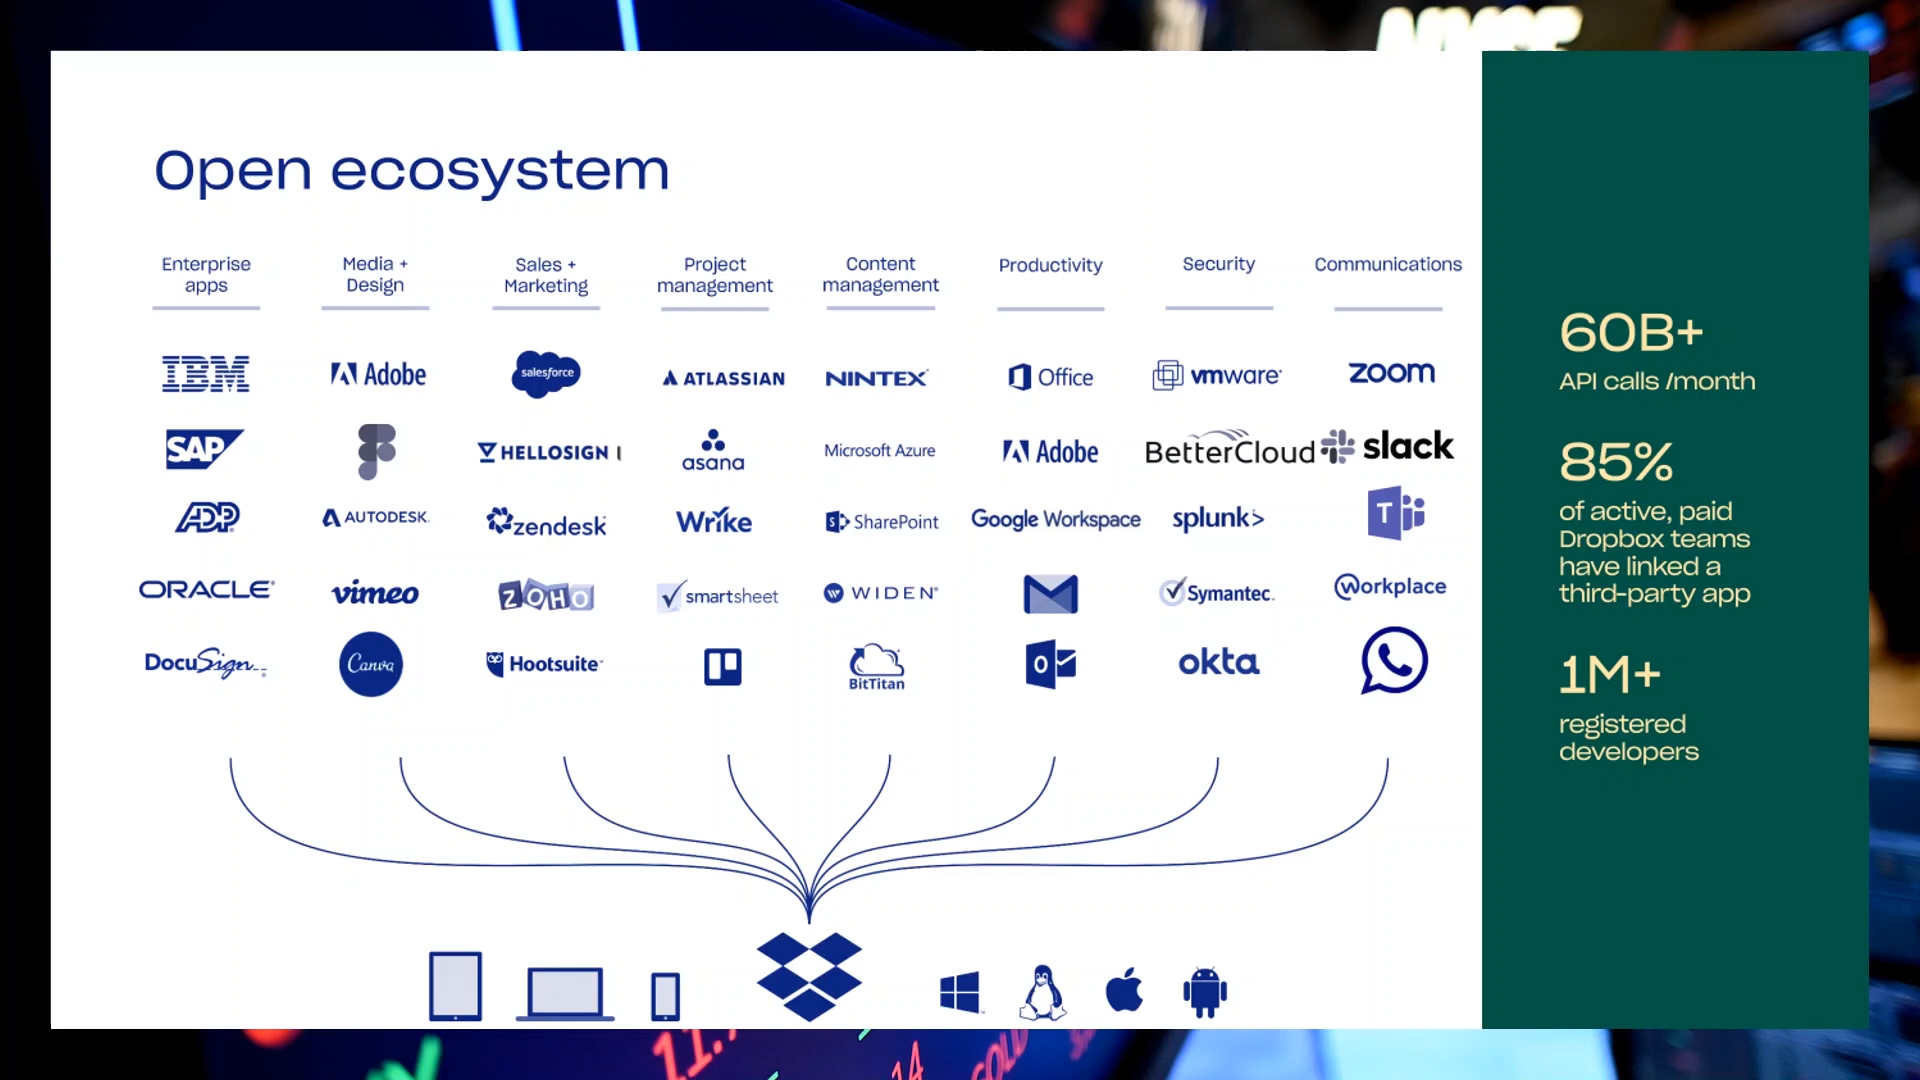 NYSE
Open ecosystem
Enterprise
apps
Media +
Design
Sales +
Marketing
Project
management
Content
management
Productivity
Security
Communications
IBM
Adobe
salesforce
ATLASSIAN
NINTEX
Office
vmware
zoom
SAP
HELLOSIGN
asana
Microsoft Azure
Adobe
BetterCloud
slack
ADP
AUTODESK
zendesk
Wrike
S SharePoint
Google Workspace
splunk>
T
ORACLE
vimeo
ZOHO
smartsheet
W WIDEN
Symantec
workplace
DocuSign
Canva
Hootsuite
BitTitan
O
okta
60B+
API calls /month
85%
of active, paid
Dropbox teams
have linked a
third-party app
1M+
registered
developers
14
GOLD